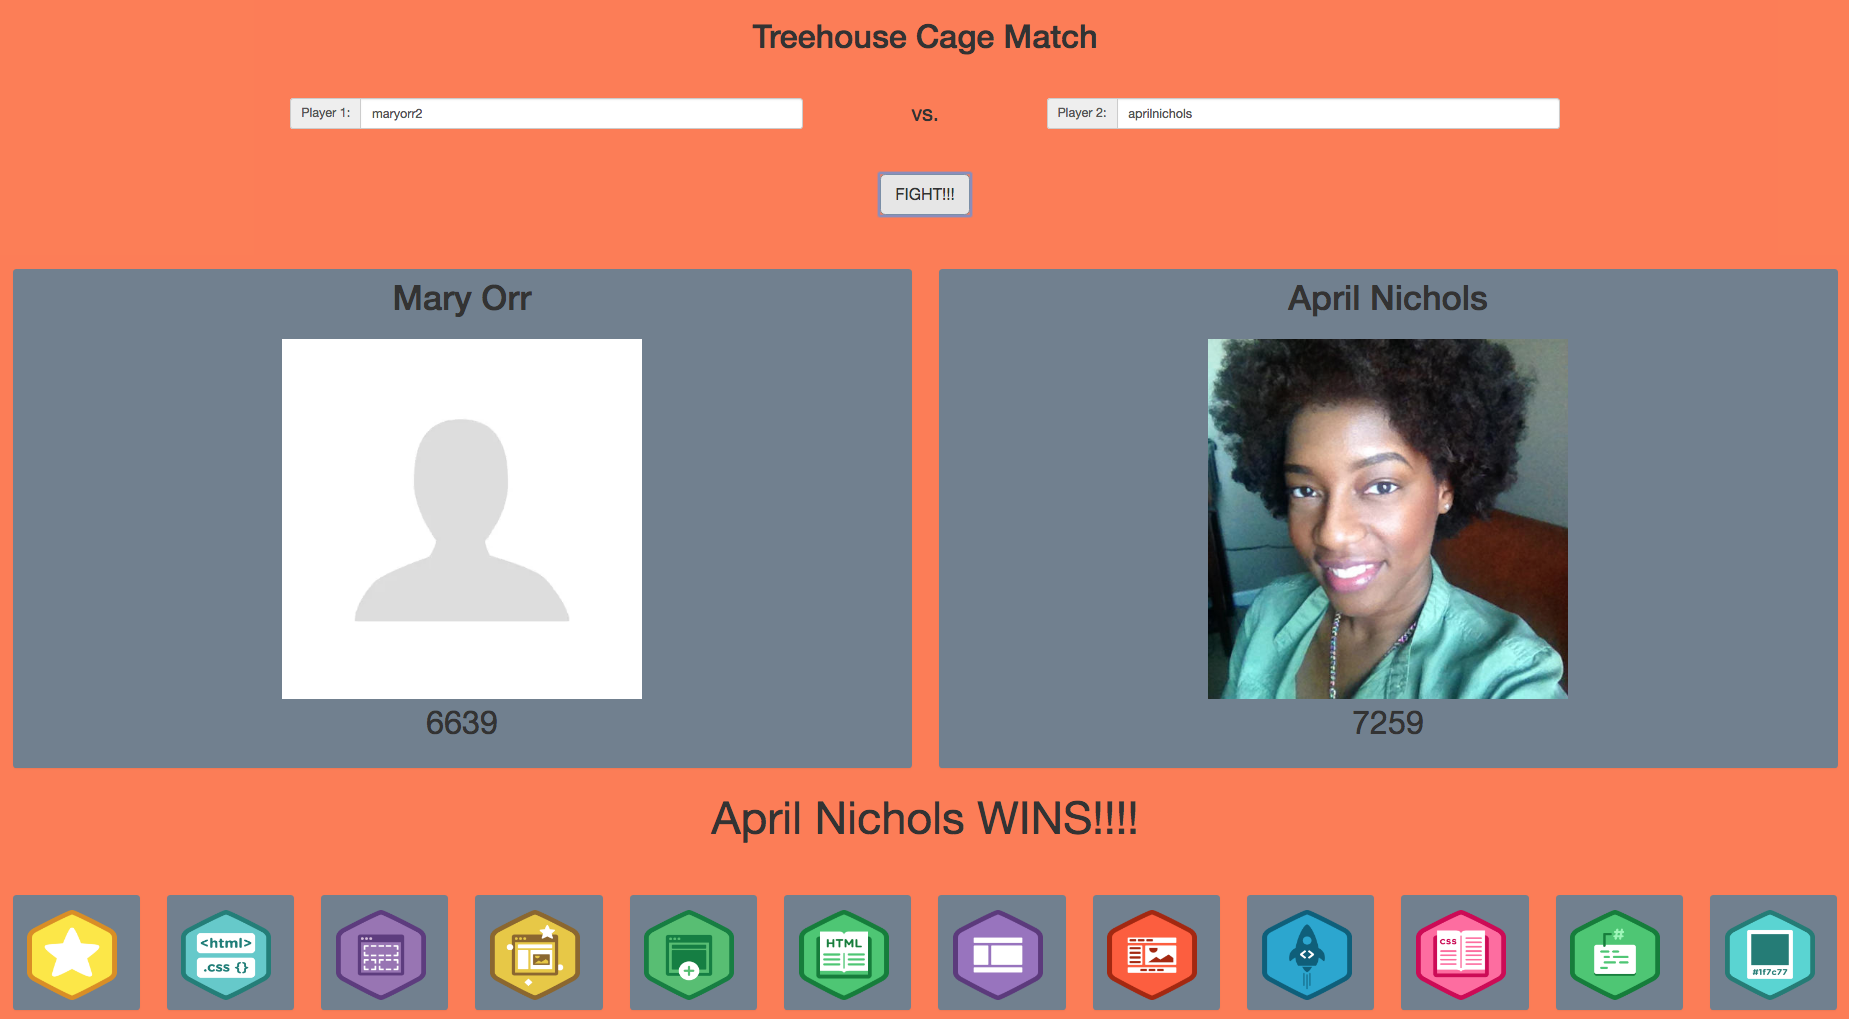 Treehouse Cage Match
Player 1: maryorr2 vs. Player 2: aprilnichols
FIGHT!!!
Mary Orr
April Nichols
6639
7259
April Nichols WINS!!!!
<html>
.css {}
HTML
<>
CSS
#
#1f7c77